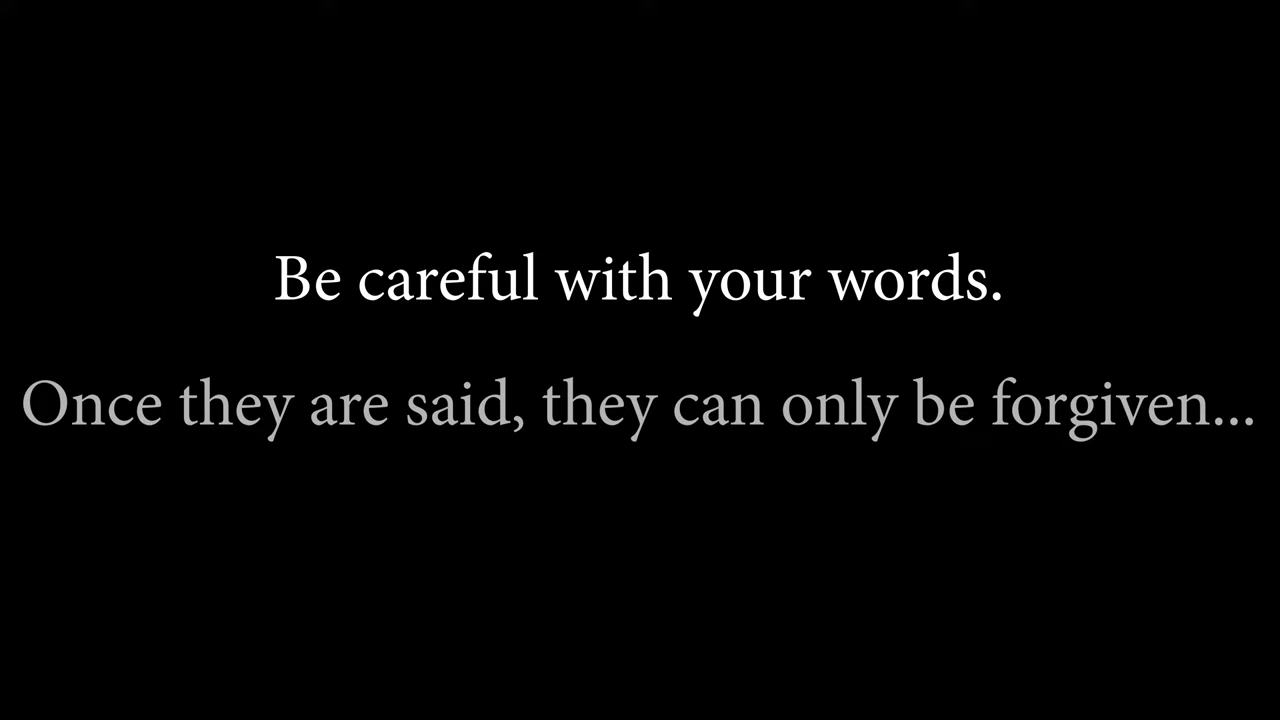 Be careful with your words.
Once they are said, they can only be forgiven...